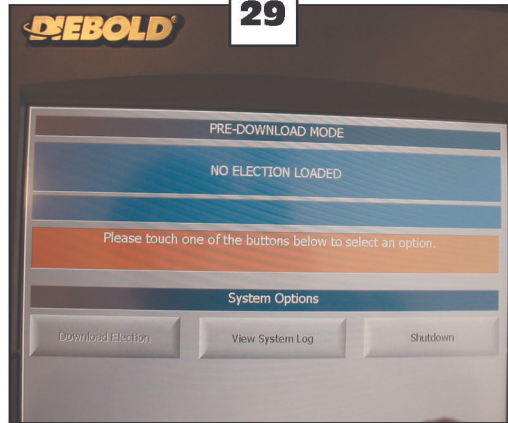 29
DIEBOLD
PRE-DOWNLOAD MODE
NO ELECTION LOADED
Please touch one of the buttons below to select an option.
System Options
Download Election
View System Log
Shutdown